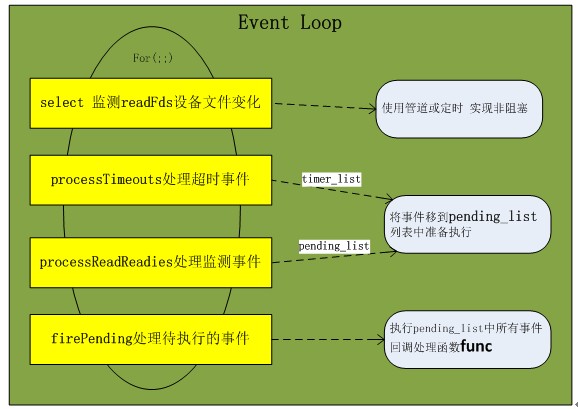 Event Loop
For(;;)
select 监测readFds设备文件变化
使用管道或定时 实现非阻塞
processTimeouts处理超时事件
timer_list
将事件移到pending_list
列表中准备执行
pending_list
processReadReadies处理监测事件
firePending处理待执行的事件
执行pending_list中所有事件
回调处理函数func